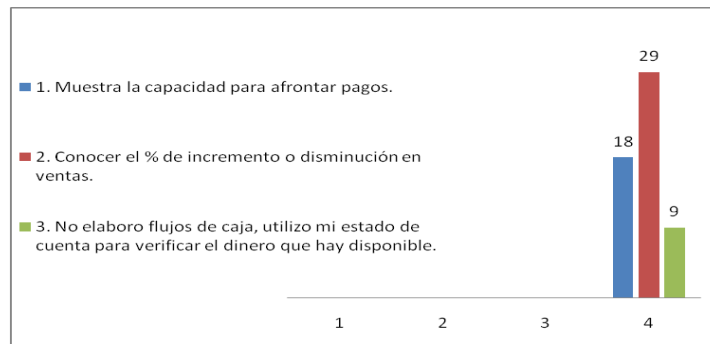 1. Muestra la capacidad para afrontar pagos.
2. Conocer el % de incremento o disminución en
ventas.
3. No elaboro flujos de caja, utilizo mi estado de
cuenta para verificar el dinero que hay disponible.
18
29
9
1
2
3
4